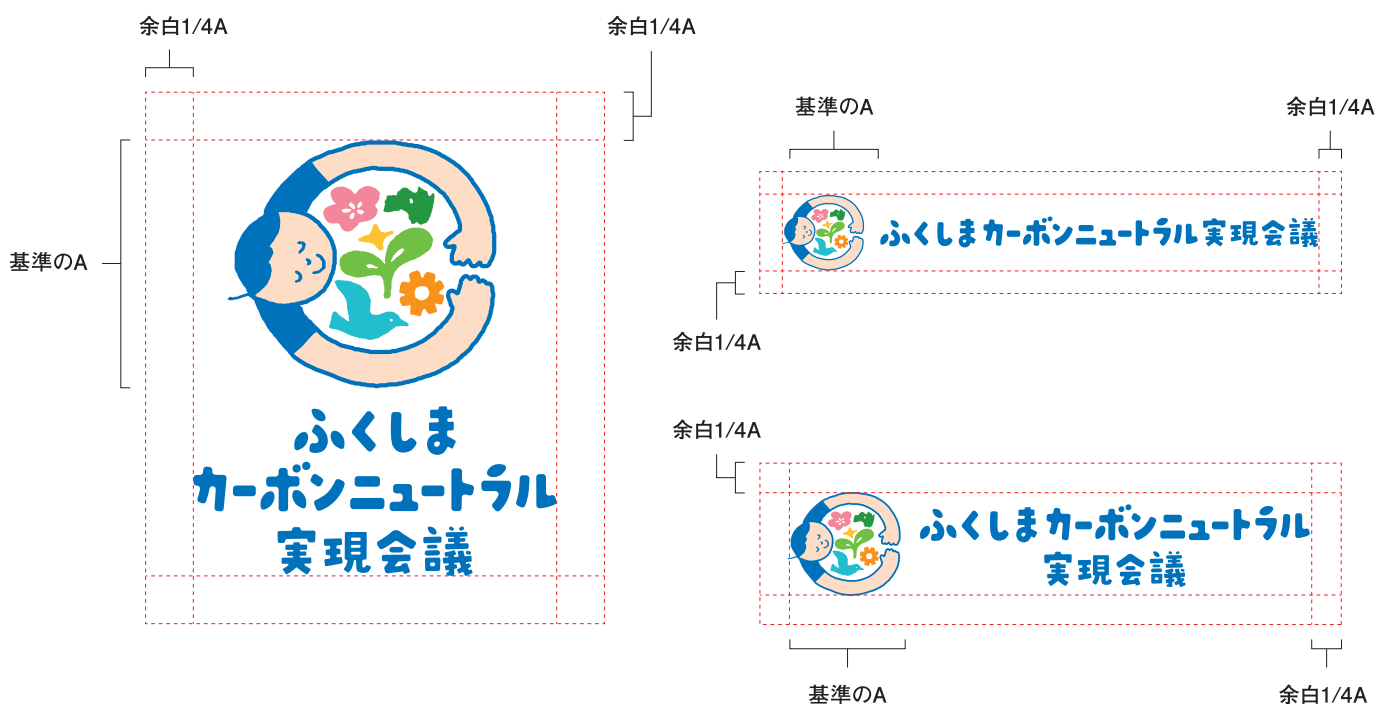 余白1/4A
余白1/4A
基準のA
ふくしま
カーボンニュートラル
実現会議
基準のA
余白1/4A
ふくしまカーボンニュートラル実現会議
余白1/4A
余白1/4A
ふくしまカーボンニュートラル
実現会議
基準のA
余白1/4A